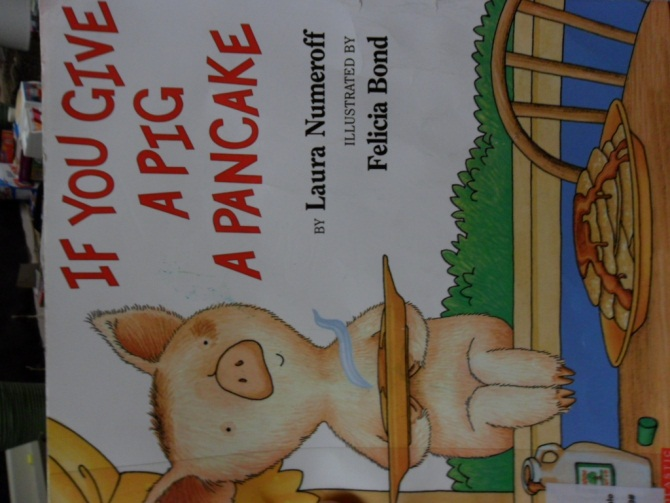 IF YOU GIVE
A PIG
A PANCAKE
BY Laura Numeroff
ILLUSTRATED BY
Felicia Bond